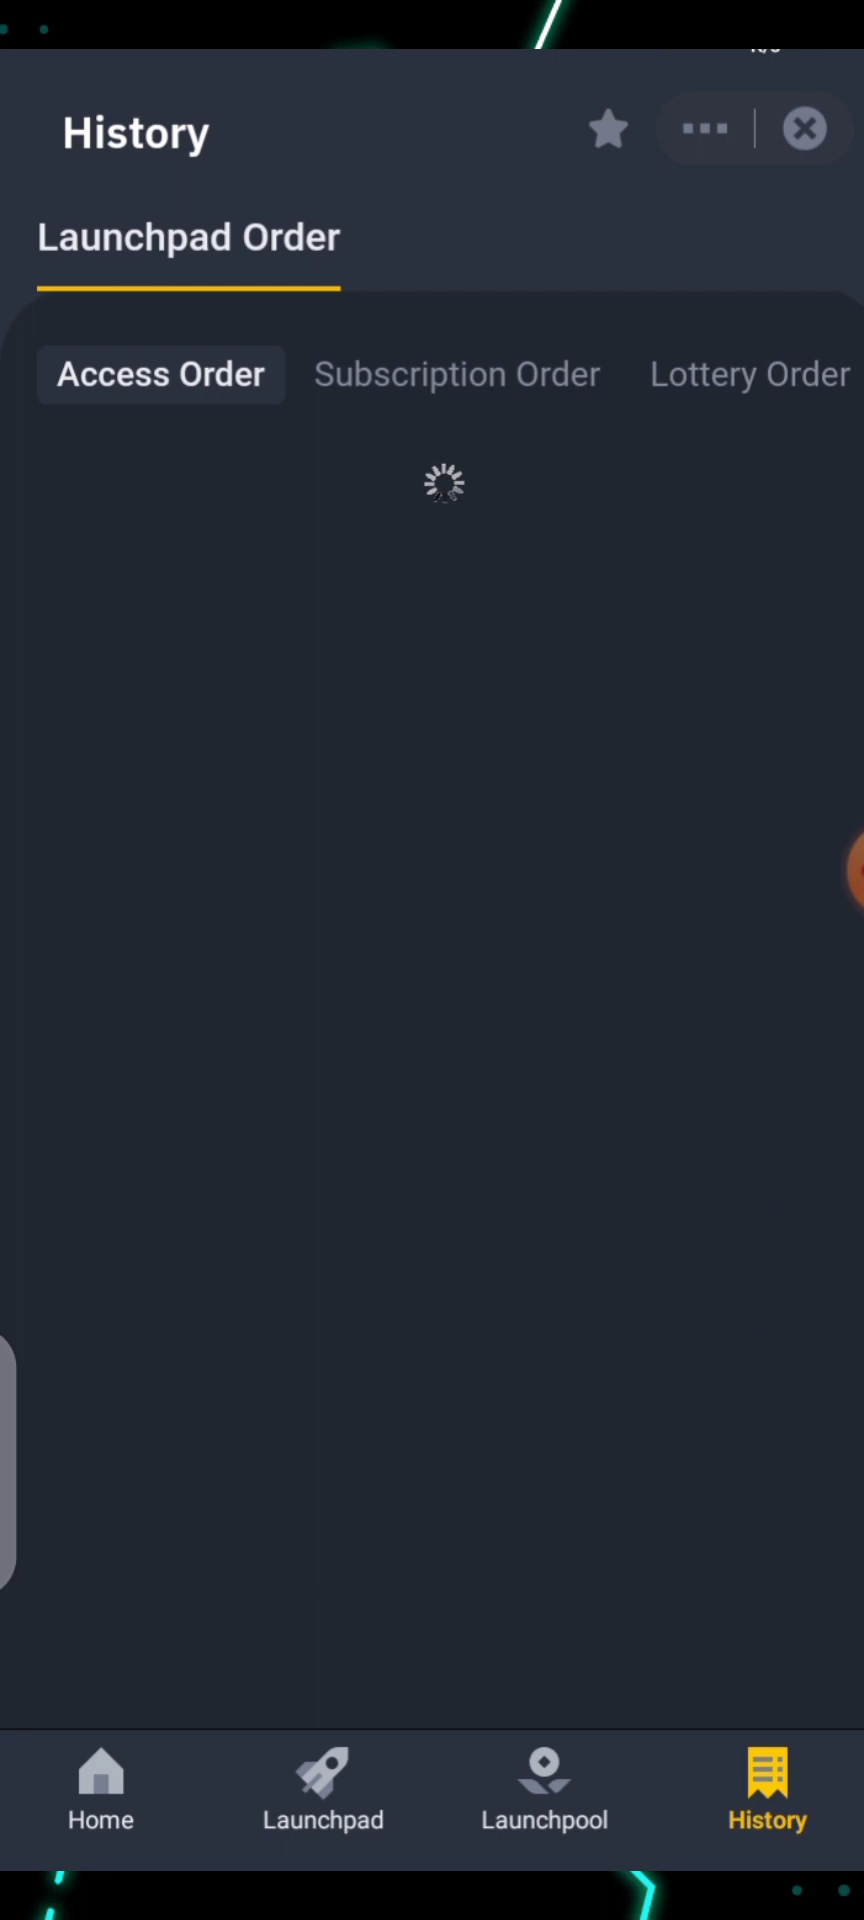 History
Launchpad Order
Access Order Subscription Order Lottery Order
Home Launchpad Launchpool History